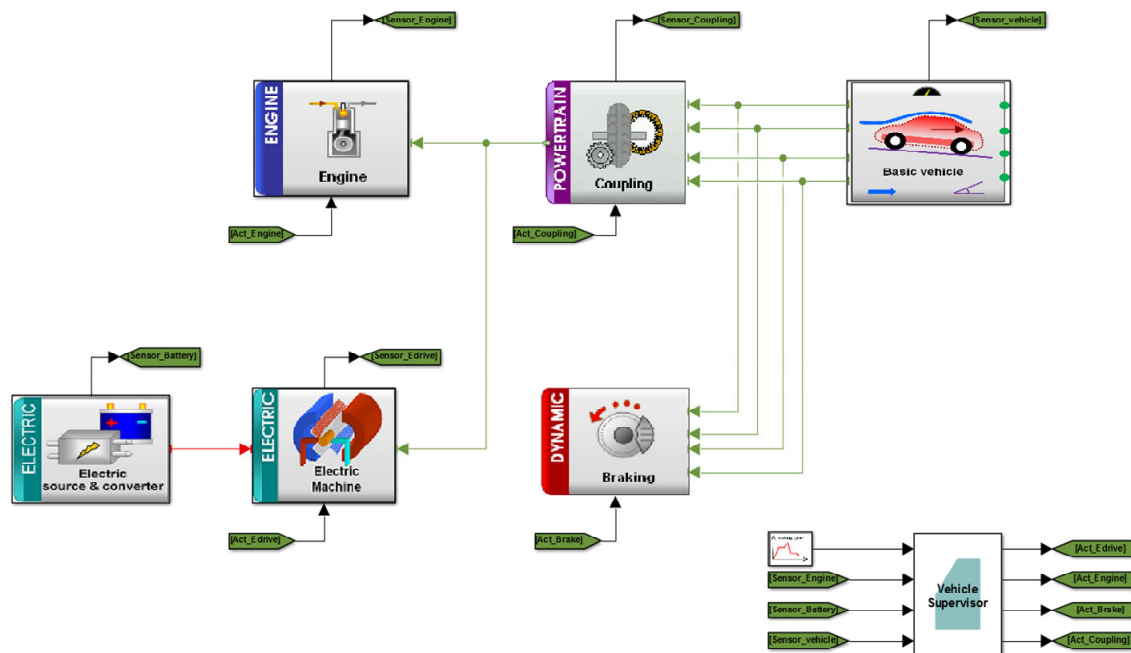 [Sensor_Engine]
[Sensor_Coupling]
[Sensor_vehicle]
ENGINE
Engine
POWERTRAIN
Coupling
Basic vehicle
[Act_Engine]
[Act_Coupling]
[Sensor_Battery]
[Sensor_Edrive]
ELECTRIC
Electric
source & converter
ELECTRIC
Electric
Machine
DYNAMIC
Braking
[Act_Edrive]
[Act_Brake]
[Sensor_Engine]
[Sensor_Battery]
[Sensor_vehicle]
Vehicle
Supervisor
[Act_Edrive]
[Act_Engine]
[Act_Brake]
[Act_Coupling]